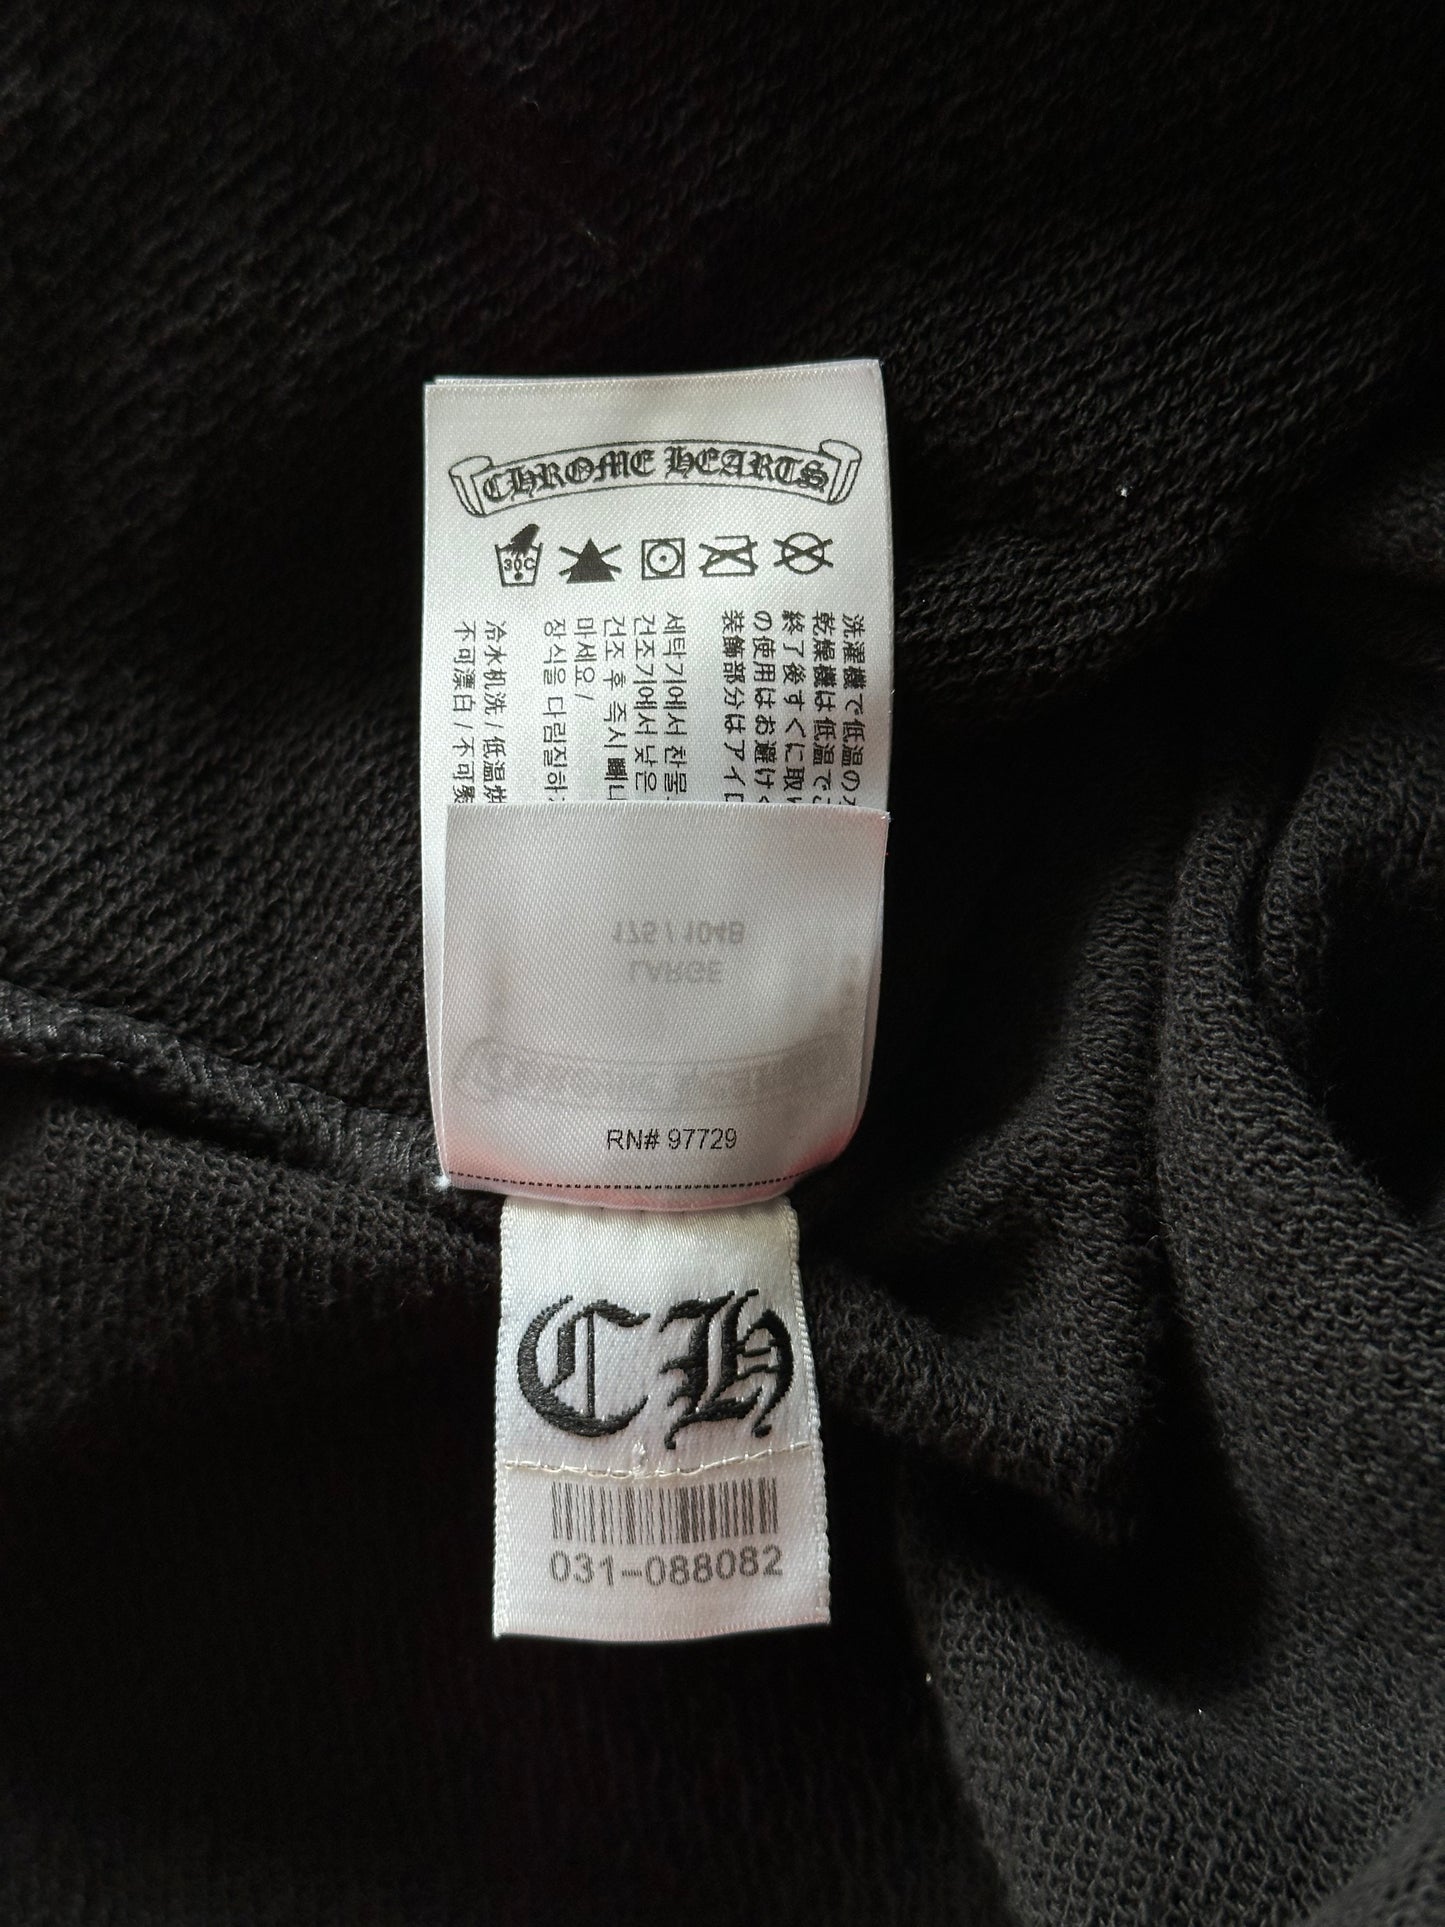 CHROME HEARTS
30C
洗濯機で低温の
乾燥機は低温で
終了後すぐに取
の使用はお避け
装飾部分はアイ
세탁기에서 찬물
건조기에서 낮은
건조 후 즉시 빼
마세요/
장식을 다림질하
冷水机洗/低温
不可漂白/不可
175 / 104B
LARGE
RN# 97729
CH
031-088082